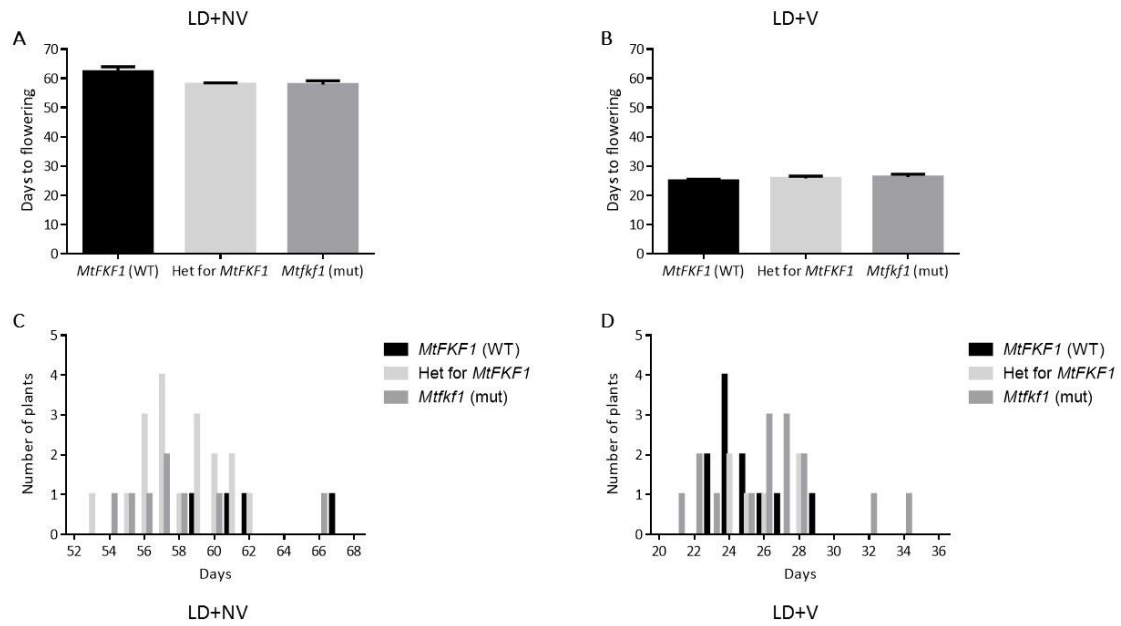 LD+NV
A
70
60
50
40
30
20
10
0
Days to flowering
MtFKF1 (WT)
Het for MtFKF1
Mtfkf1 (mut)
LD+V
B
70
60
50
40
30
20
10
0
Days to flowering
MtFKF1 (WT)
Het for MtFKF1
Mtfkf1 (mut)
C
5
4
3
2
1
0
Number of plants
52 54 56 58 60 62 64 66 68
Days
MtFKF1 (WT)
Het for MtFKF1
Mtfkf1 (mut)
LD+NV
D
5
4
3
2
1
0
Number of plants
20 22 24 26 28 30 32 34 36
Days
MtFKF1 (WT)
Het for MtFKF1
Mtfkf1 (mut)
LD+V